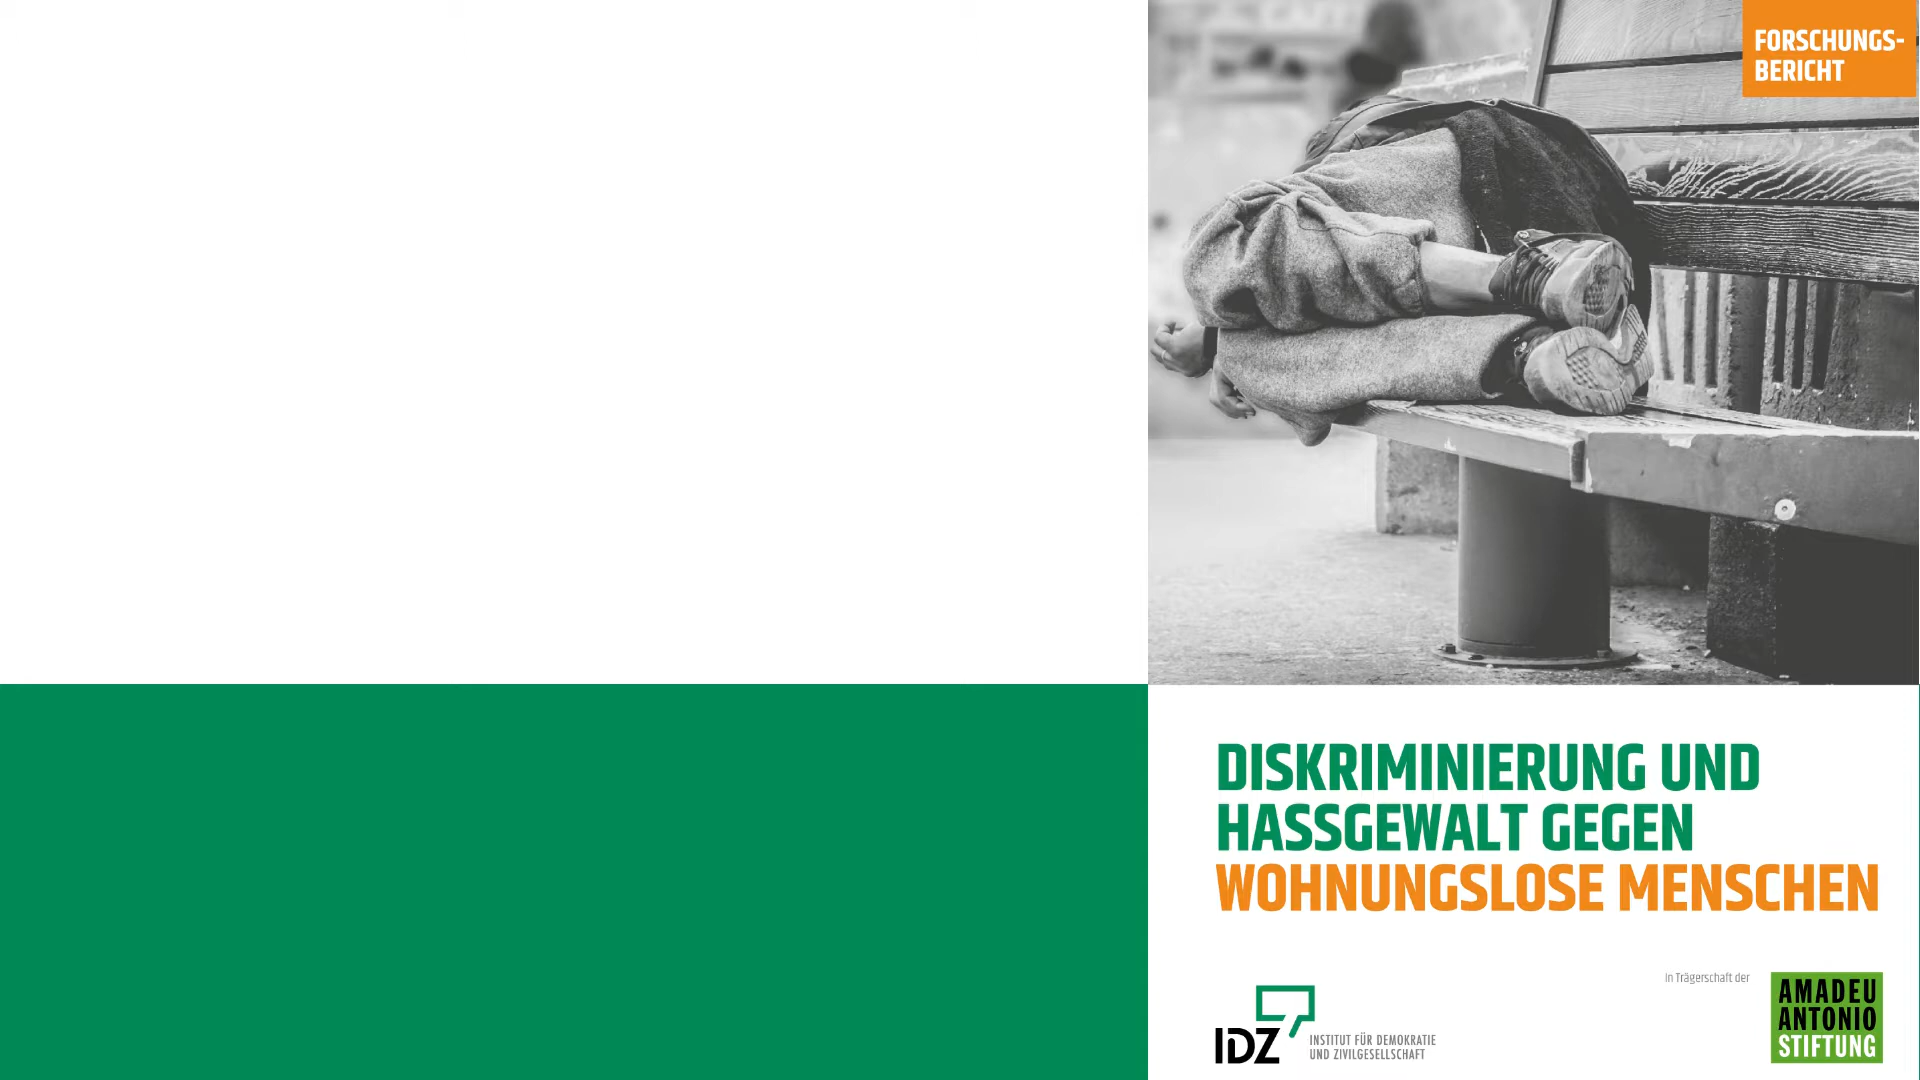 FORSCHUNGS-
BERICHT
DISKRIMINIERUNG UND
HASSGEWALT GEGEN
WOHNUNGSLOSE MENSCHEN
In Trägerschaft der
AMADEU
ANTONIO
STIFTUNG
IDZ
INSTITUT FÜR DEMOKRATIE
UND ZIVILGESELLSCHAFT